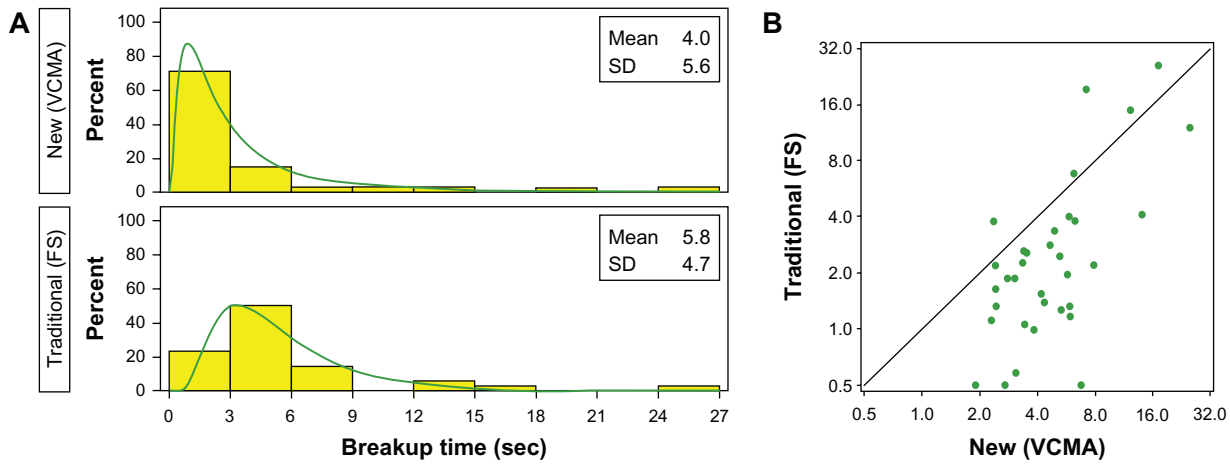 A
New (VCMA)
Percent
100
80
60
40
20
0
Mean 4.0
SD 5.6
Traditional (FS)
Percent
100
80
60
40
20
0
Mean 5.8
SD 4.7
0 3 6 9 12 15 18 21 24 27
Breakup time (sec)
B
Traditional (FS)
32.0
16.0
8.0
4.0
2.0
1.0
0.5
0.5 1.0 2.0 4.0 8.0 16.0 32.0
New (VCMA)